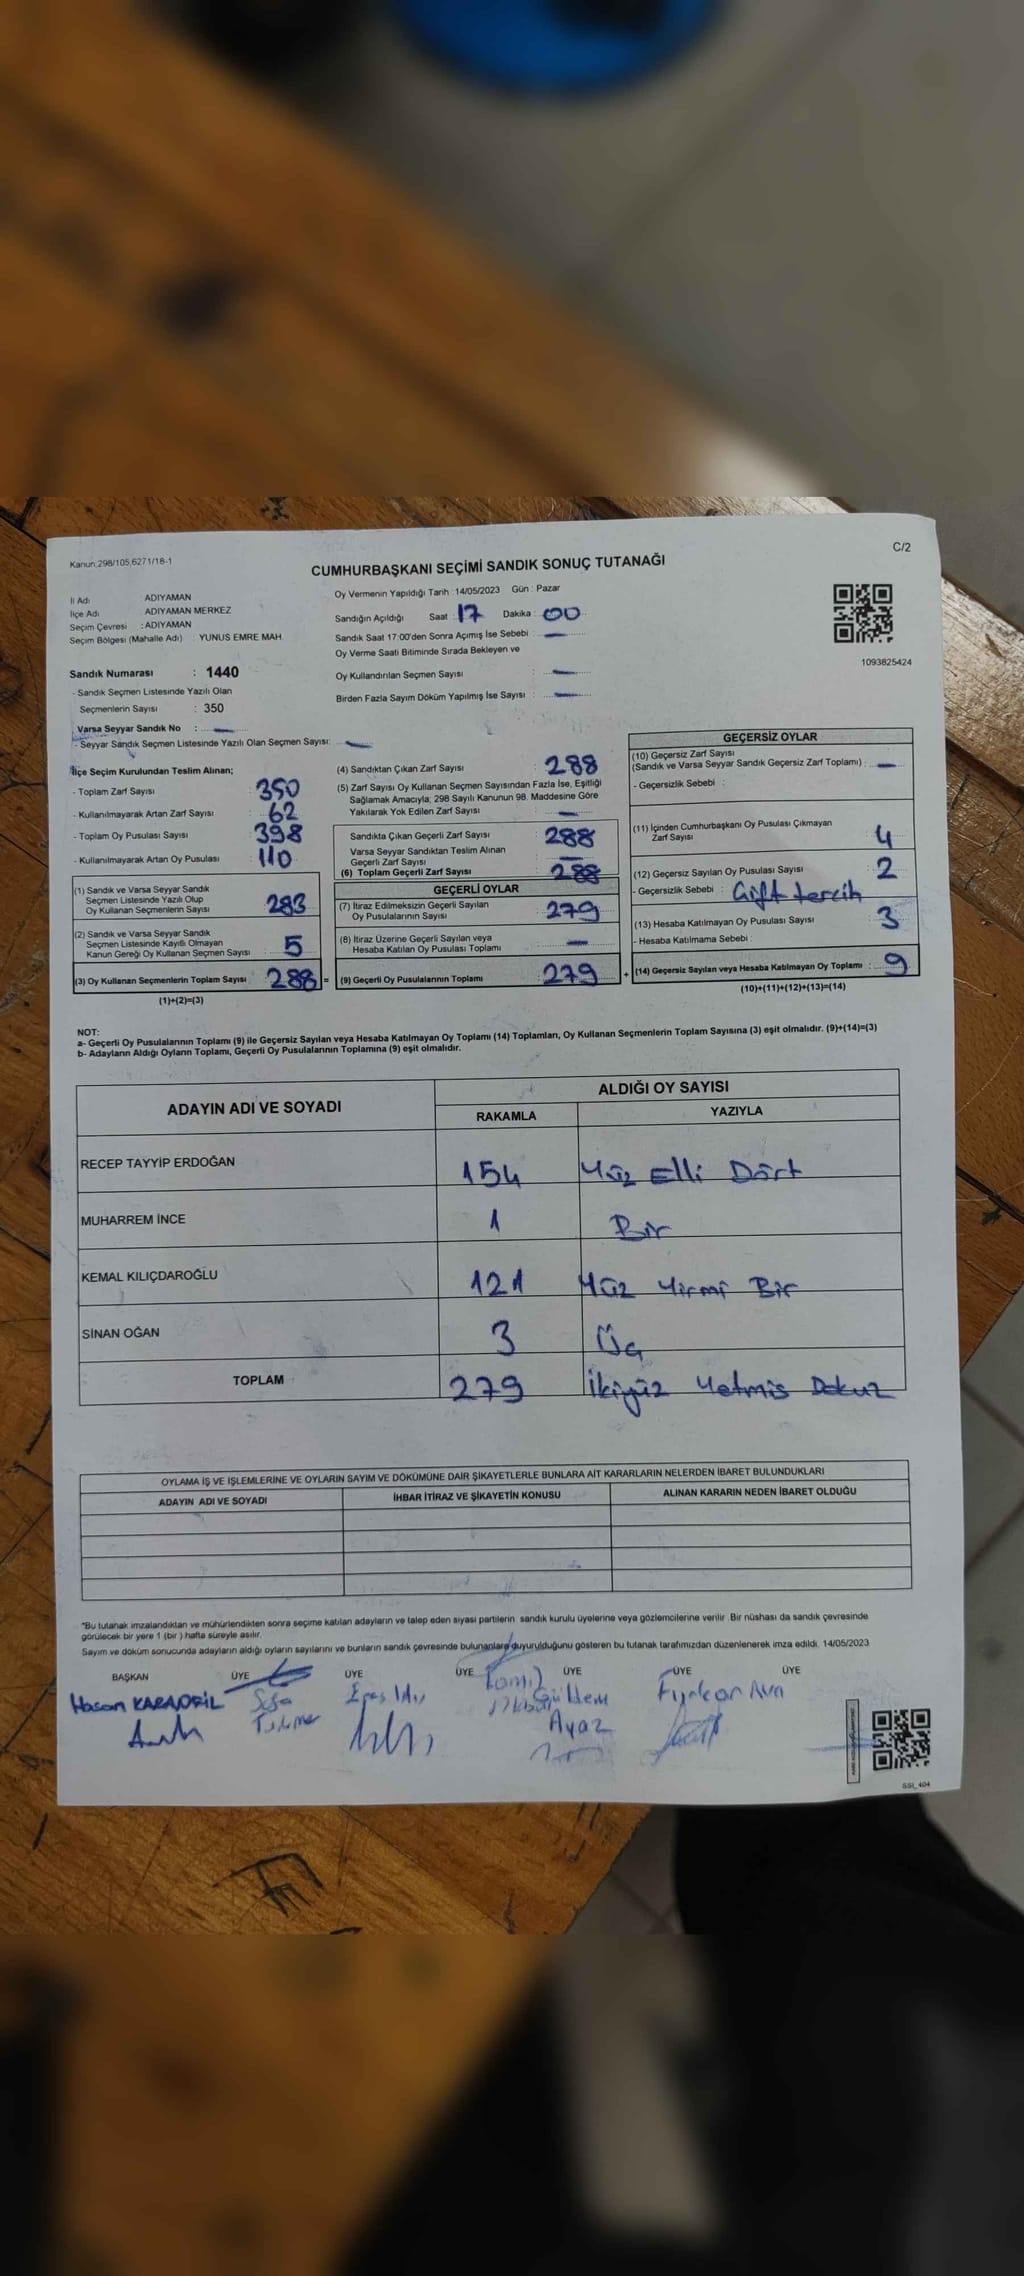 Kanun,298/105,6271/18-1
C/2
CUMHURBAŞKANI SEÇİMİ SANDIK SONUÇ TUTANAĞI
İl Adı ADIYAMAN
İlçe Adı ADIYAMAN MERKEZ
Seçim Çevresi : ADIYAMAN
Seçim Bölgesi (Mahalle Adı) : YUNUS EMRE MAH.
Sandık Numarası : 1440
- Sandık Seçmen Listesinde Yazılı Olan
Seçmenlerin Sayısı : 350
Varsa Seyyar Sandık No : —
- Seyyar Sandık Seçmen Listesinde Yazılı Olan Seçmen Sayısı: —
Oy Vermenin Yapıldığı Tarih : 14/05/2023 Gün : Pazar
Sandığın Açıldığı Saat : 17 Dakika : 00
Sandık Saat 17:00'den Sonra Açımış İse Sebebi : —
Oy Verme Saati Bitiminde Sırada Bekleyen ve
Oy Kullandırılan Seçmen Sayısı : —
Birden Fazla Sayım Döküm Yapılmış İse Sayısı : —
1093825424
İlçe Seçim Kurulundan Teslim Alınan;
- Toplam Zarf Sayısı : 350
- Kullanılmayarak Artan Zarf Sayısı : 62
- Toplam Oy Pusulası Sayısı : 398
- Kullanılmayarak Artan Oy Pusulası : 110
(1) Sandık ve Varsa Seyyar Sandık
Seçmen Listesinde Yazılı Olup
Oy Kullanan Seçmenlerin Sayısı : 283
(2) Sandık ve Varsa Seyyar Sandık
Seçmen Listesinde Kayıtlı Olmayan
Kanun Gereği Oy Kullanan Seçmen Sayısı : 5
(3) Oy Kullanan Seçmenlerin Toplam Sayısı : 288 =
(1)+(2)=(3)
(4) Sandıktan Çıkan Zarf Sayısı : 288
(5) Zarf Sayısı Oy Kullanan Seçmen Sayısından Fazla İse, Eşitliği
Sağlamak Amacıyla; 298 Sayılı Kanunun 98. Maddesine Göre
Yakılarak Yok Edilen Zarf Sayısı : —
Sandıkta Çıkan Geçerli Zarf Sayısı : 288
Varsa Seyyar Sandıktan Teslim Alınan
Geçerli Zarf Sayısı : —
(6) Toplam Geçerli Zarf Sayısı : 288
GEÇERLİ OYLAR
(7) İtiraz Edilmeksizin Geçerli Sayılan
Oy Pusulalarının Sayısı : 279
(8) İtiraz Üzerine Geçerli Sayılan veya
Hesaba Katılan Oy Pusulası Toplamı : —
(9) Geçerli Oy Pusulalarının Toplamı : 279 +
GEÇERSİZ OYLAR
(10) Geçersiz Zarf Sayısı
(Sandık ve Varsa Seyyar Sandık Geçersiz Zarf Toplamı) : —
- Geçersizlik Sebebi :
(11) İçinden Cumhurbaşkanı Oy Pusulası Çıkmayan
Zarf Sayısı : 4
(12) Geçersiz Sayılan Oy Pusulası Sayısı : 2
- Geçersizlik Sebebi : Çift tercih
(13) Hesaba Katılmayan Oy Pusulası Sayısı : 3
- Hesaba Katılmama Sebebi :
(14) Geçersiz Sayılan veya Hesaba Katılmayan Oy Toplamı : 9
(10)+(11)+(12)+(13)=(14)
NOT:
a- Geçerli Oy Pusulalarının Toplamı (9) ile Geçersiz Sayılan veya Hesaba Katılmayan Oy Toplamı (14) Toplamları, Oy Kullanan Seçmenlerin Toplam Sayısına (3) eşit olmalıdır. (9)+(14)=(3)
b- Adayların Aldığı Oyların Toplamı, Geçerli Oy Pusulalarının Toplamına (9) eşit olmalıdır.
ADAYIN ADI VE SOYADI ALDIĞI OY SAYISI
RAKAMLA YAZIYLA
RECEP TAYYİP ERDOĞAN 154 Yüz Elli Dört
MUHARREM İNCE 1 Bir
KEMAL KILIÇDAROĞLU 121 Yüz Yirmi Bir
SİNAN OĞAN 3 Üç
TOPLAM 279 İkiyüz Yetmiş Dokuz
OYLAMA İŞ VE İŞLEMLERİNE VE OYLARIN SAYIM VE DÖKÜMÜNE DAİR ŞİKAYETLERLE BUNLARA AİT KARARLARIN NELERDEN İBARET BULUNDUKLARI
ADAYIN ADI VE SOYADI İHBAR İTİRAZ VE ŞİKAYETİN KONUSU ALINAN KARARIN NEDEN İBARET OLDUĞU
*Bu tutanak imzalandıktan ve mühürlendikten sonra seçime katılan adayların ve talep eden siyasi partilerin sandık kurulu üyelerine veya gözlemcilerine verilir. Bir nüshası da sandık çevresinde
görülecek bir yere 1 (bir) hafta süreyle asılır.
Sayım ve döküm sonucunda adayların aldığı oyların sayılarını ve bunların sandık çevresinde bulunanlara duyurulduğunu gösteren bu tutanak tarafımızdan düzenlenerek imza edildi. 14/05/2023
BAŞKAN ÜYE ÜYE ÜYE ÜYE ÜYE ÜYE
Hasan
Güldem
Ayaz
SSİ_404